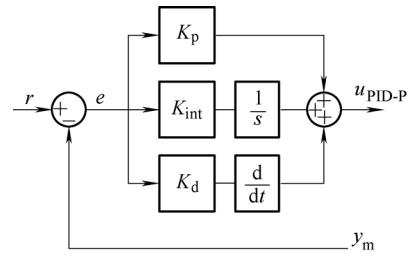 K_p
r
+
−
e
K_int
1/s
+
+
+
u_PID-P
K_d
d/dt
y_m